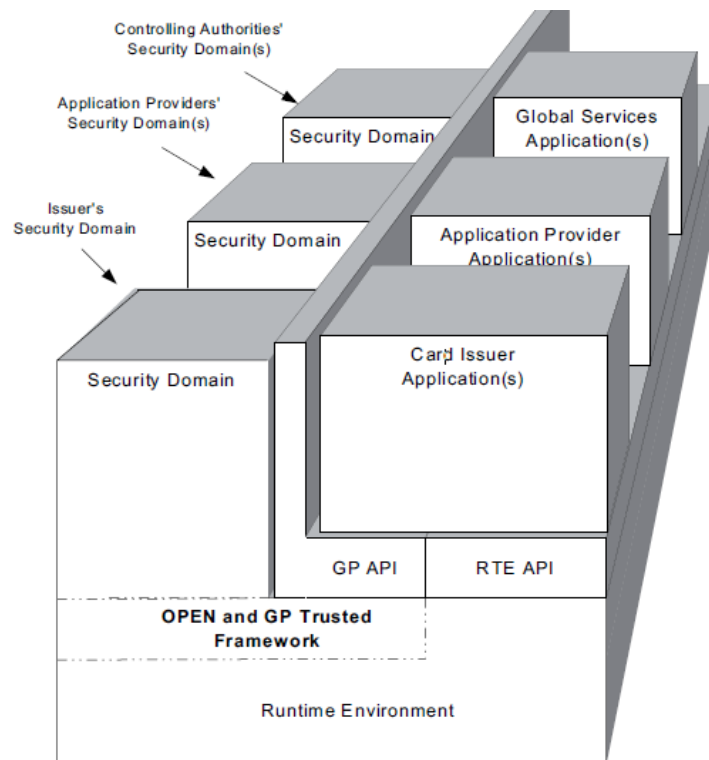 Controlling Authorities'
Security Domain(s)
Application Providers'
Security Domain(s)
Issuer's
Security Domain
Security Domain
Security Domain
Security Domain
Global Services
Application(s)
Application Provider
Application(s)
Card Issuer
Application(s)
GP API
RTE API
OPEN and GP Trusted
Framework
Runtime Environment